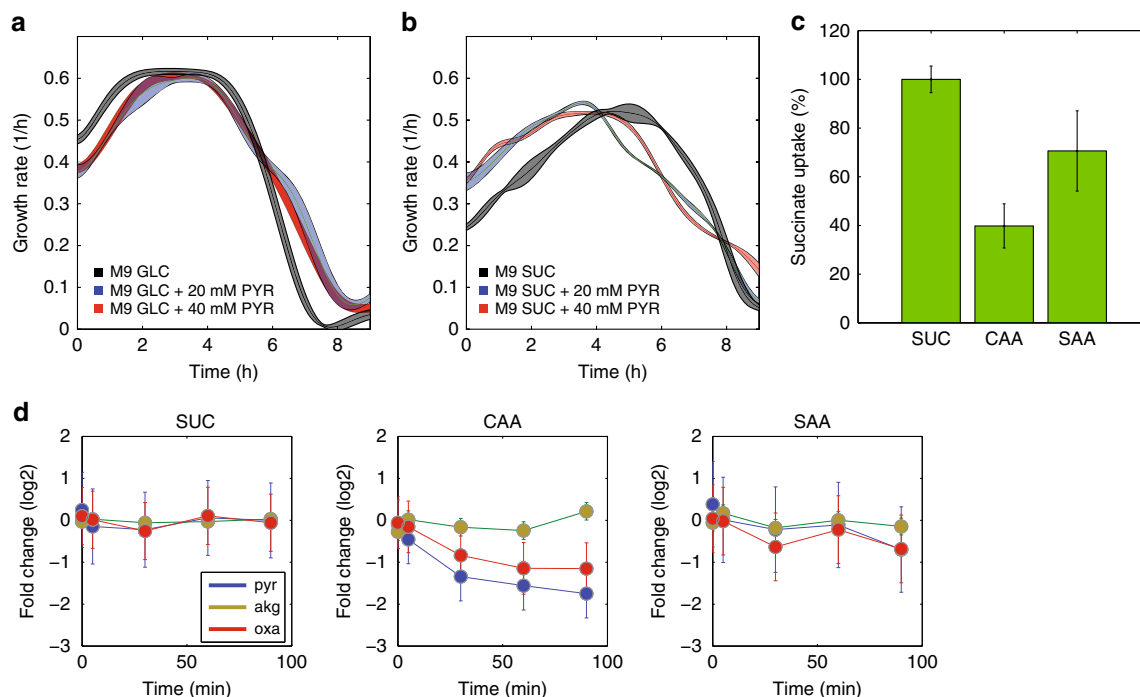 a
Growth rate (1/h)
0.6
0.5
0.4
0.3
0.2
0.1
0
M9 GLC
M9 GLC + 20 mM PYR
M9 GLC + 40 mM PYR
0 2 4 6 8
Time (h)
b
Growth rate (1/h)
0.6
0.5
0.4
0.3
0.2
0.1
0
M9 SUC
M9 SUC + 20 mM PYR
M9 SUC + 40 mM PYR
0 2 4 6 8
Time (h)
c
Succinate uptake (%)
120
100
80
60
40
20
0
SUC CAA SAA
d
SUC
Fold change (log2)
2
1
0
−1
−2
−3
pyr
akg
oxa
0 50 100
Time (min)
CAA
Fold change (log2)
2
1
0
−1
−2
−3
0 50 100
Time (min)
SAA
Fold change (log2)
2
1
0
−1
−2
−3
0 50 100
Time (min)